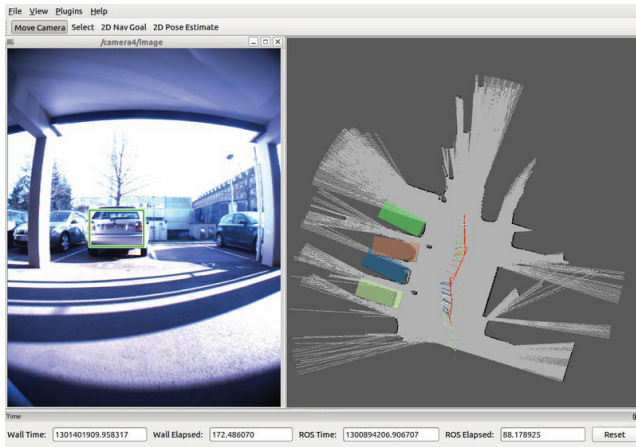 File View Plugins Help
Move Camera Select 2D Nav Goal 2D Pose Estimate
/camera4/Image
Time
Wall Time: 1301401909.958317 Wall Elapsed: 172.486070 ROS Time: 1300894206.906707 ROS Elapsed: 88.178925 Reset